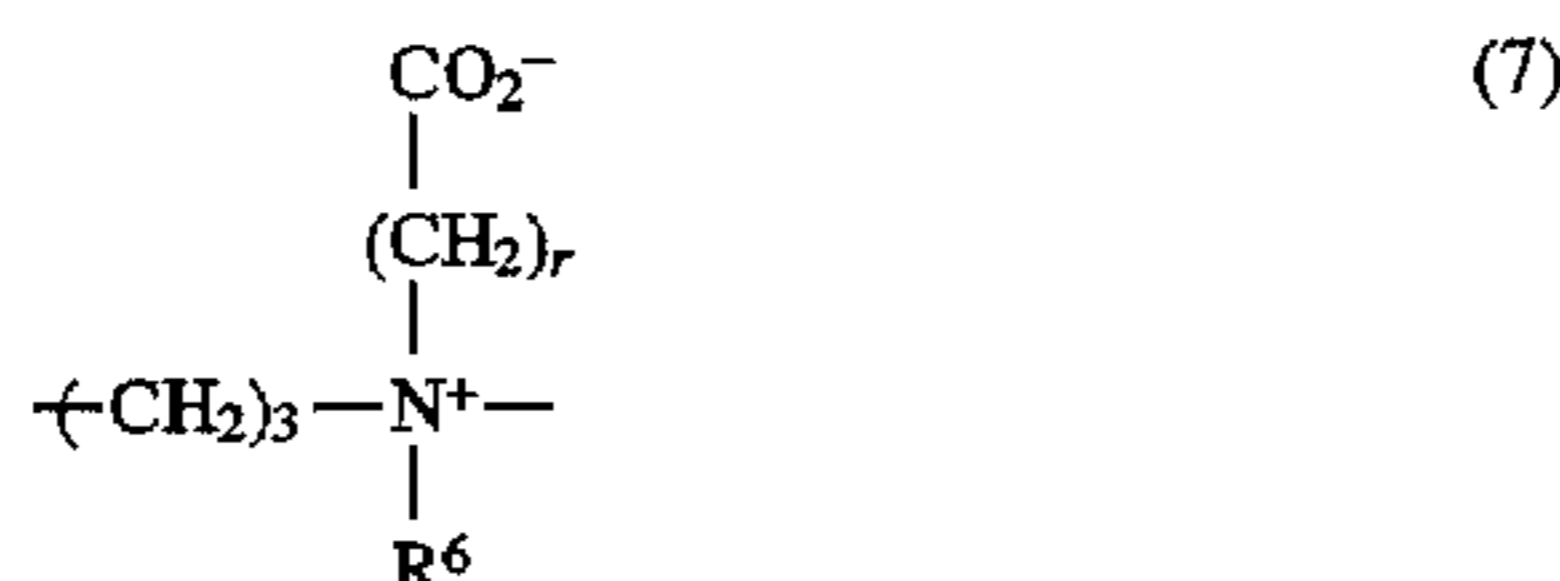 CO₂⁻ (7)
(CH₂)ᵣ
(CH₂)₃—N⁺—
R⁶